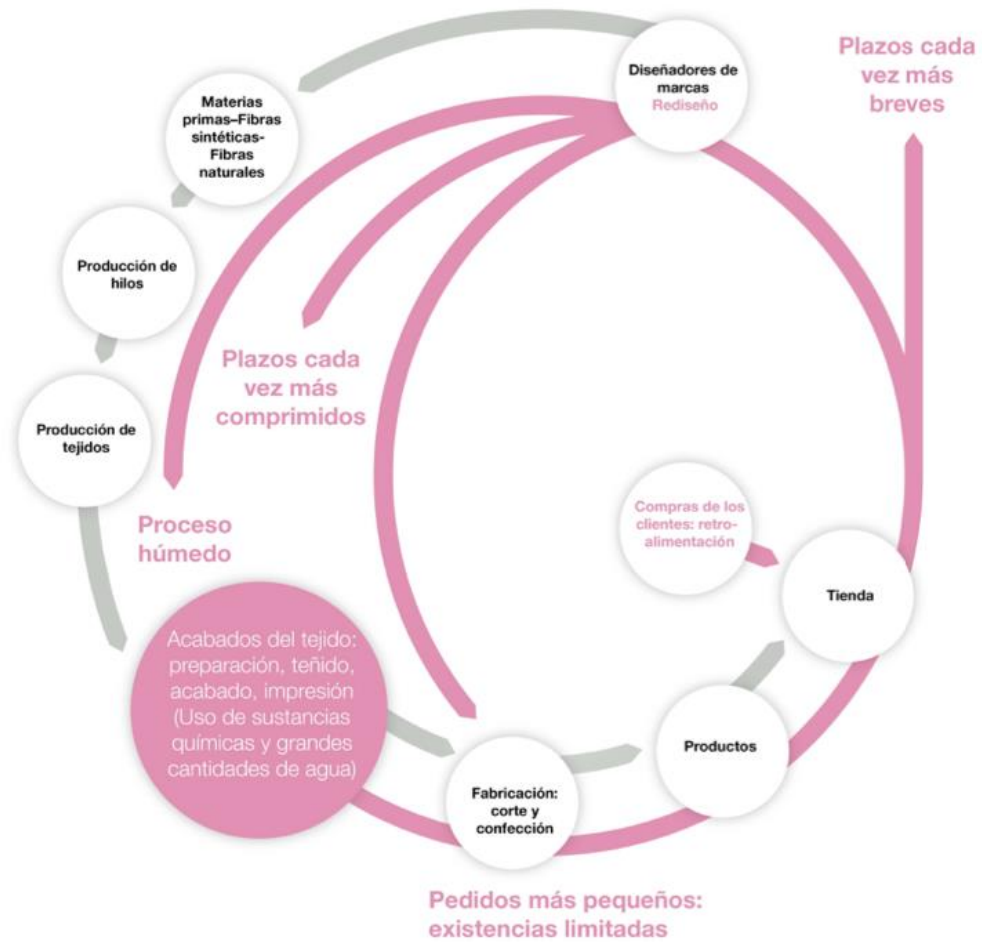 Diseñadores de
marcas
Rediseño
Plazos cada
vez más
breves
Materias
primas–Fibras
sintéticas-
Fibras
naturales
Producción de
hilos
Plazos cada
vez más
comprimidos
Producción de
tejidos
Proceso
húmedo
Compras de los
clientes: retro-
alimentación
Tienda
Acabados del tejido:
preparación, teñido,
acabado, impresión
(Uso de sustancias
químicas y grandes
cantidades de agua)
Productos
Fabricación:
corte y
confección
Pedidos más pequeños:
existencias limitadas